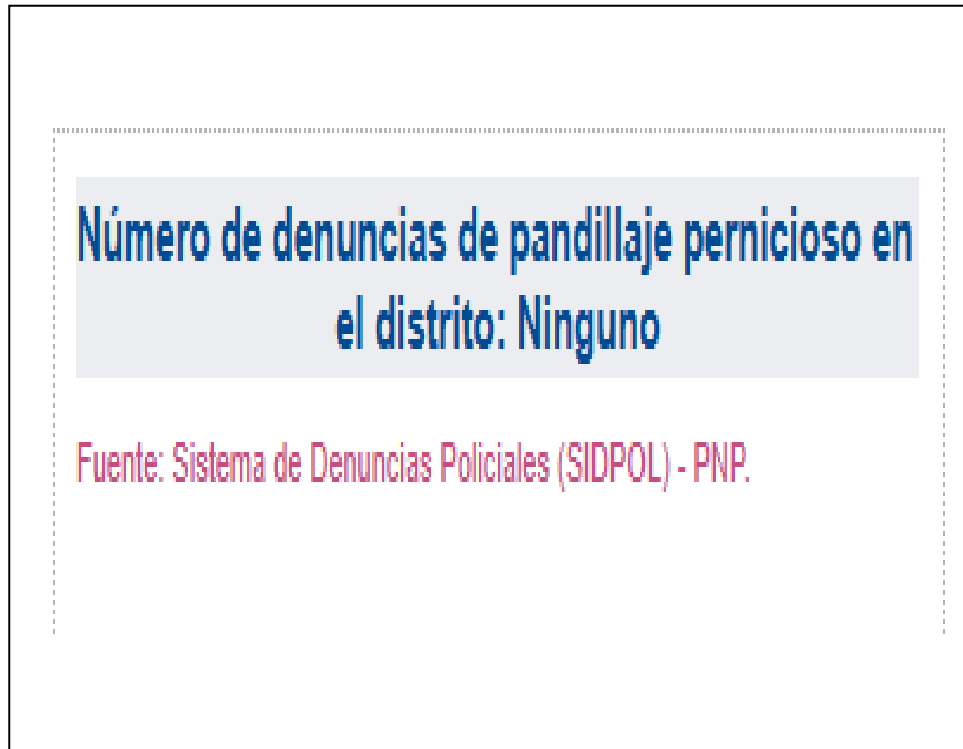 Número de denuncias de pandillaje pernicioso en
el distrito: Ninguno
Fuente: Sistema de Denuncias Policiales (SIDPOL) - PNP.